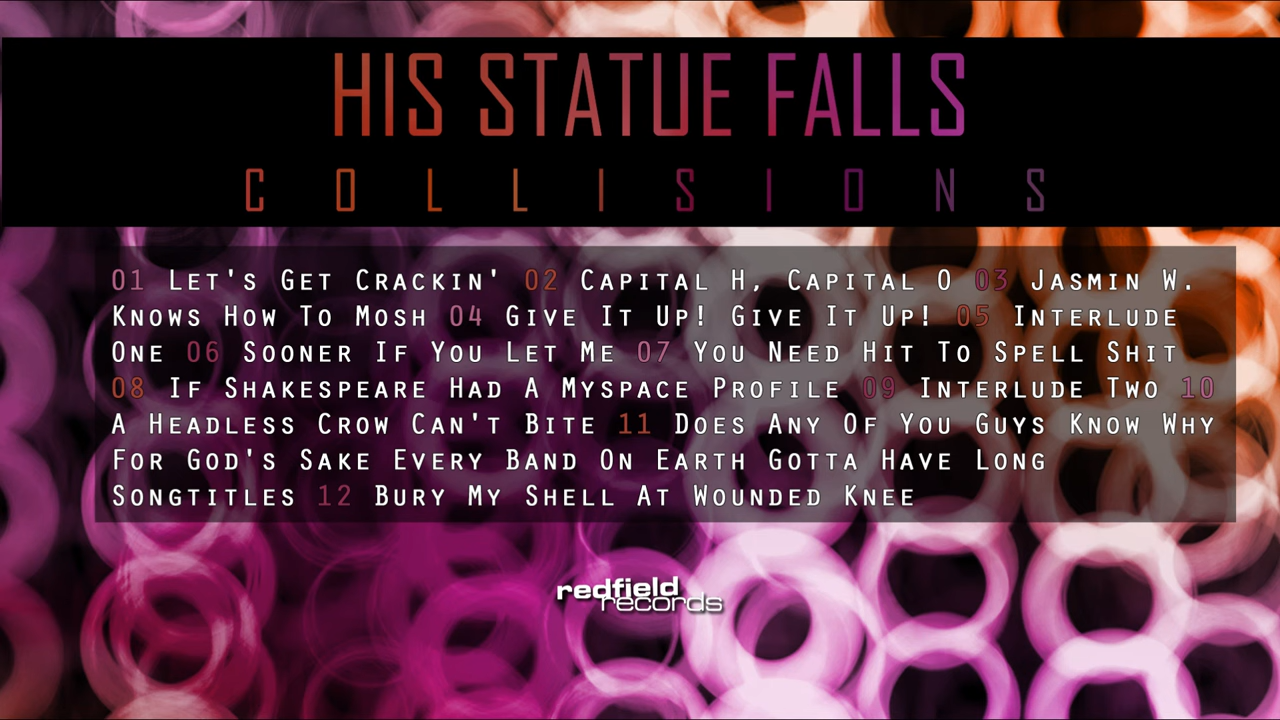 HIS STATUE FALLS
COLLISIONS
01 Let's Get Crackin' 02 Capital H, Capital O 03 Jasmin W.
Knows How To Mosh 04 Give It Up! Give It Up! 05 Interlude
One 06 Sooner If You Let Me 07 You Need Hit To Spell Shit
08 If Shakespeare Had A Myspace Profile 09 Interlude Two 10
A Headless Crow Can't Bite 11 Does Any Of You Guys Know Why
For God's Sake Every Band On Earth Gotta Have Long
Songtitles 12 Bury My Shell At Wounded Knee
redfield
records